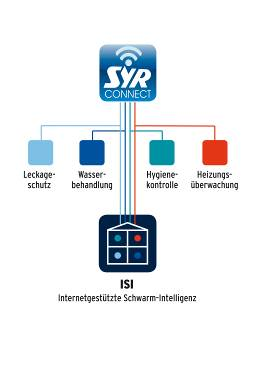 SYR
CONNECT
Leckage-
schutz
Wasser-
behandlung
Hygiene-
kontrolle
Heizungs-
überwachung
ISI
Internetgestützte Schwarm-Intelligenz